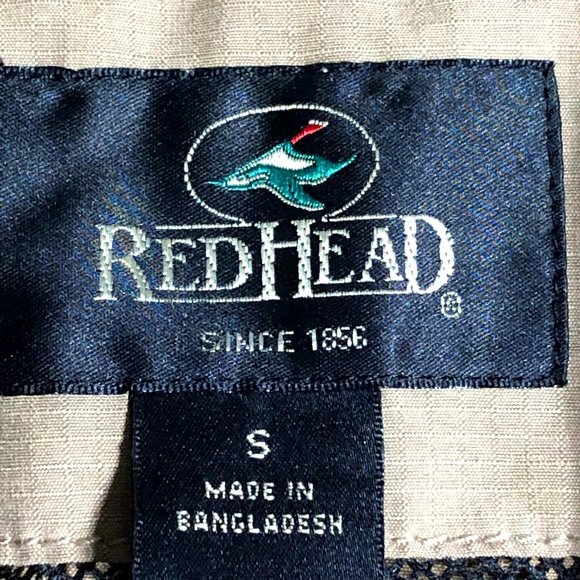 REDHEAD®
SINCE 1856
S
MADE IN
BANGLADESH